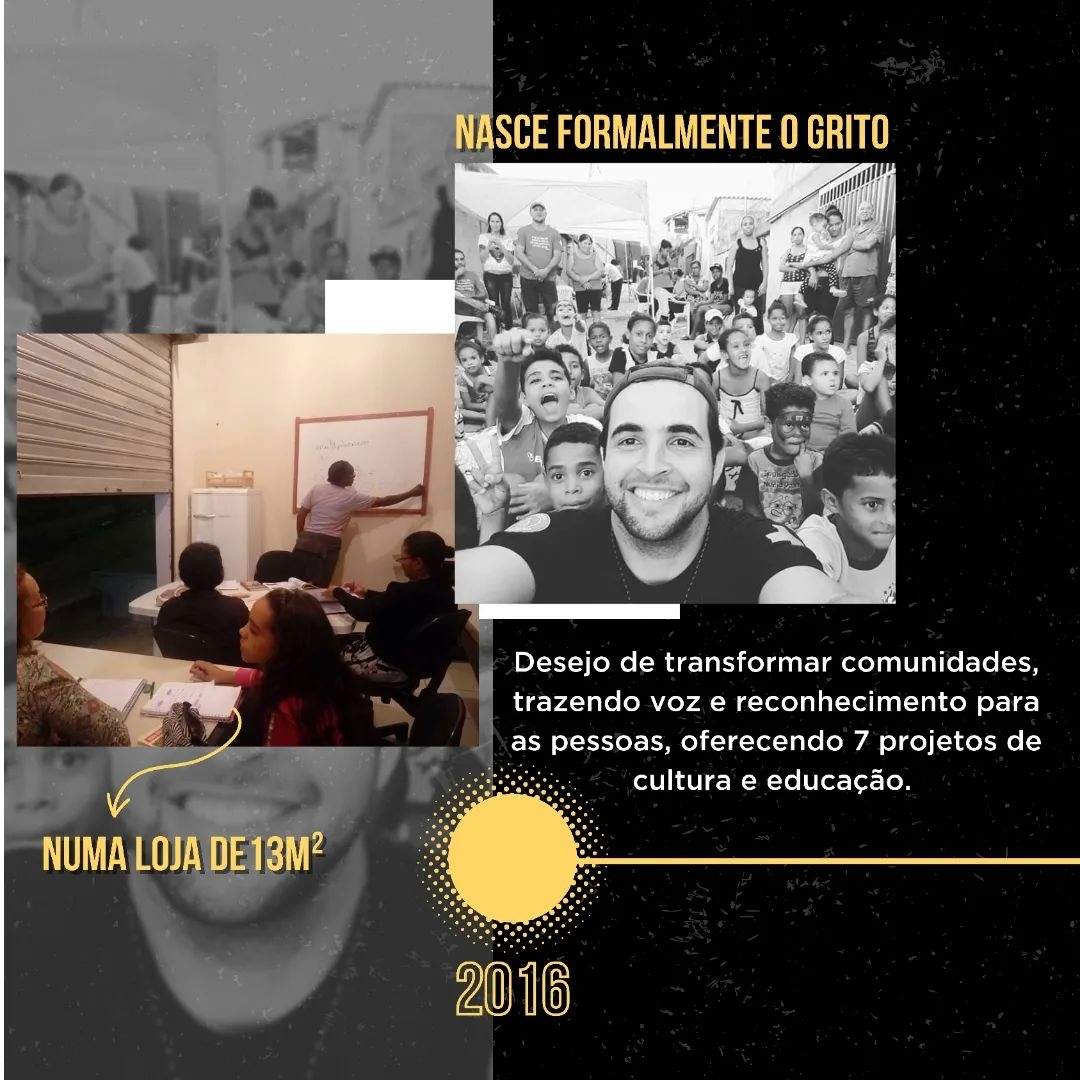 NASCE FORMALMENTE O GRITO
Desejo de transformar comunidades,
trazendo voz e reconhecimento para
as pessoas, oferecendo 7 projetos de
cultura e educação.
NUMA LOJA DE 13M²
2016